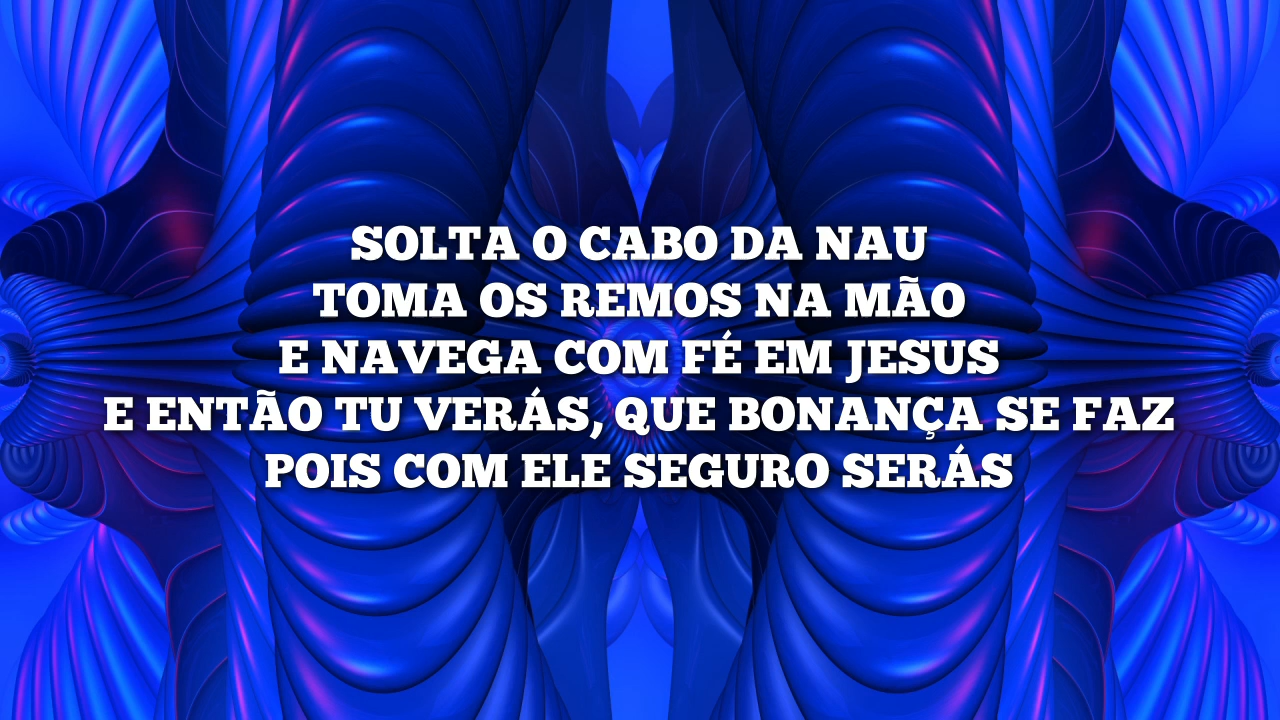 SOLTA O CABO DA NAU
TOMA OS REMOS NA MÃO
E NAVEGA COM FÉ EM JESUS
E ENTÃO TU VERÁS, QUE BONANÇA SE FAZ
POIS COM ELE SEGURO SERÁS